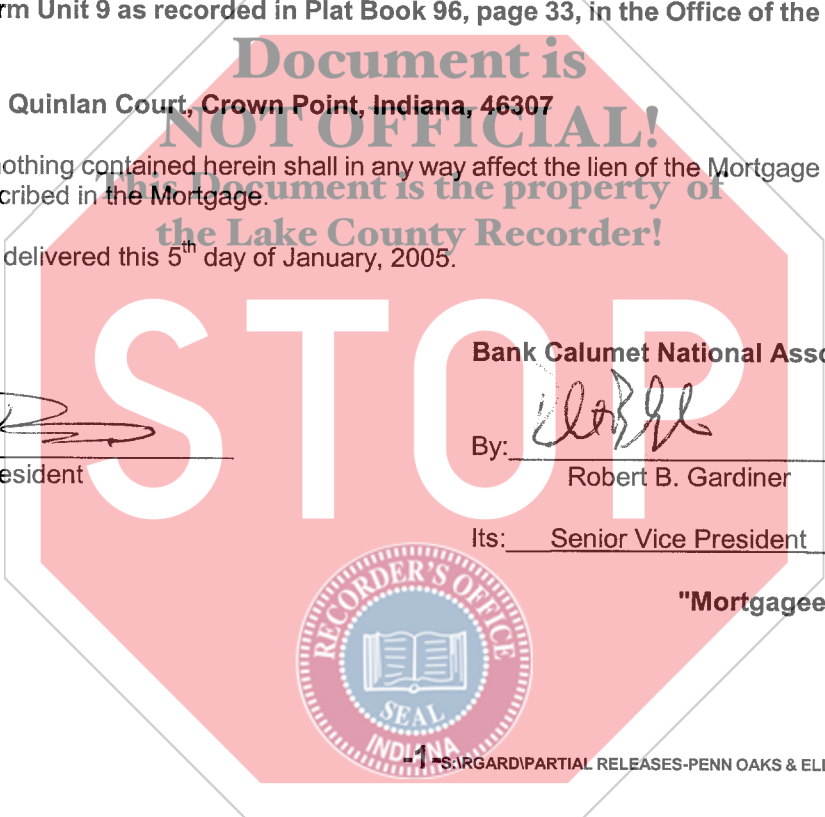 rm Unit 9 as recorded in Plat Book 96, page 33, in the Office of the
Document is
Quinlan Court, Crown Point, Indiana, 46307
NOT OFFICIAL!
othing contained herein shall in any way affect the lien of the Mortgage
This Document is the property of
cribed in the Mortgage.
the Lake County Recorder!
delivered this 5th day of January, 2005.
STOP
Bank Calumet National Asso
By:
esident
Robert B. Gardiner
Its: Senior Vice President
"Mortgagee
RECORDER'S OFFICE
SEAL
INDIANA
-1-
S:\RGARD\PARTIAL RELEASES-PENN OAKS & ELL